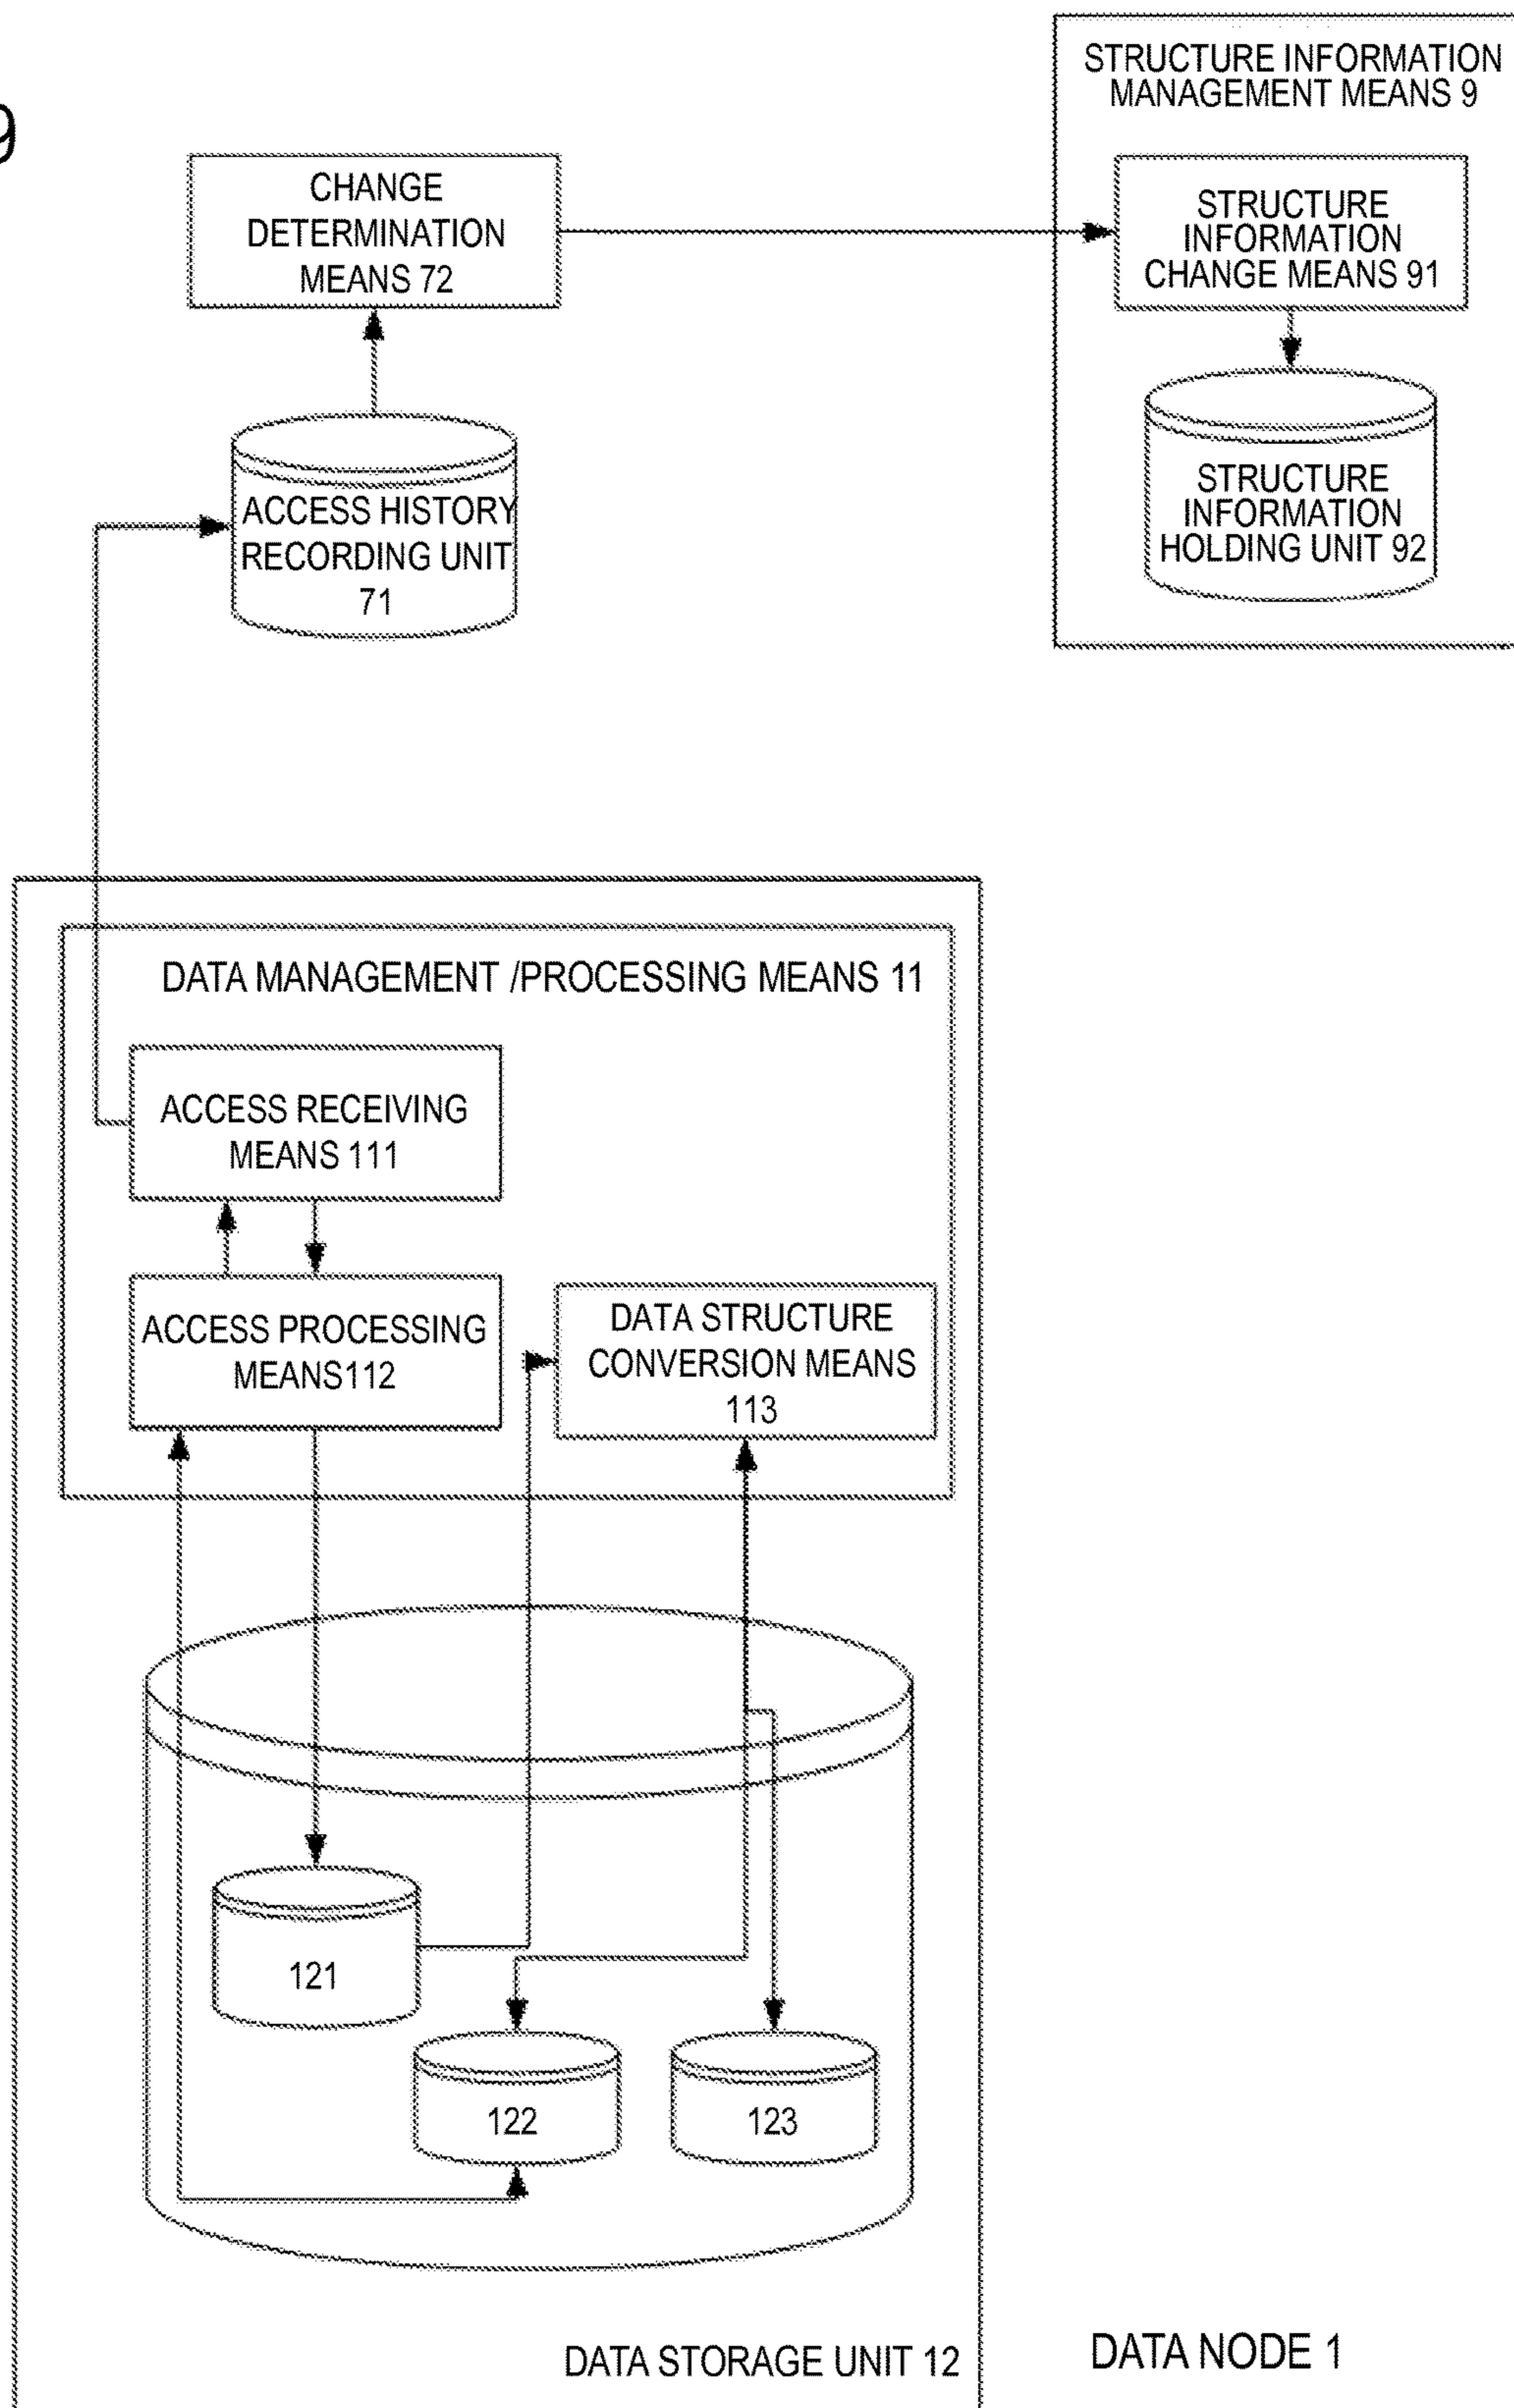 9
STRUCTURE INFORMATION
MANAGEMENT MEANS 9
CHANGE
DETERMINATION
MEANS 72
STRUCTURE
INFORMATION
CHANGE MEANS 91
ACCESS HISTORY
RECORDING UNIT
71
STRUCTURE
INFORMATION
HOLDING UNIT 92
DATA MANAGEMENT /PROCESSING MEANS 11
ACCESS RECEIVING
MEANS 111
ACCESS PROCESSING
MEANS112
DATA STRUCTURE
CONVERSION MEANS
113
121
122
123
DATA STORAGE UNIT 12
DATA NODE 1